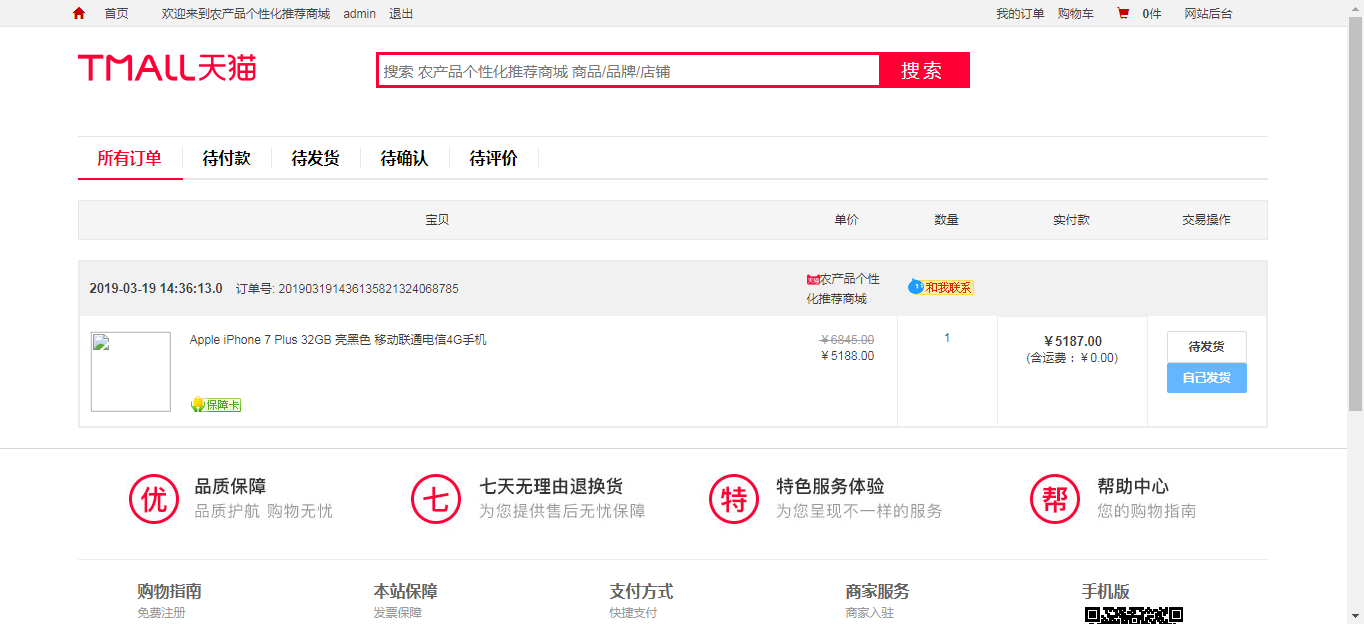 首页 欢迎来到农产品个性化推荐商城 admin 退出 我的订单 购物车 0件 网站后台
TMALL天猫
搜索 农产品个性化推荐商城 商品/品牌/店铺 搜索
所有订单 待付款 待发货 待确认 待评价
宝贝 单价 数量 实付款 交易操作
2019-03-19 14:36:13.0 订单号: 20190319143613582132406878​5
农产品个性
化推荐商城
和我联系
Apple iPhone 7 Plus 32GB 亮黑色 移动联通电信4G手机
￥6845.00
￥5188.00
1
￥5187.00
(含运费：￥0.00)
待发货
自己发货
保障卡
优 品质保障
品质护航 购物无忧
七 七天无理由退换货
为您提供售后无忧保障
特 特色服务体验
为您呈现不一样的服务
帮 帮助中心
您的购物指南
购物指南 本站保障 支付方式 商家服务 手机版
免费注册 发票保障 快捷支付 商家入驻